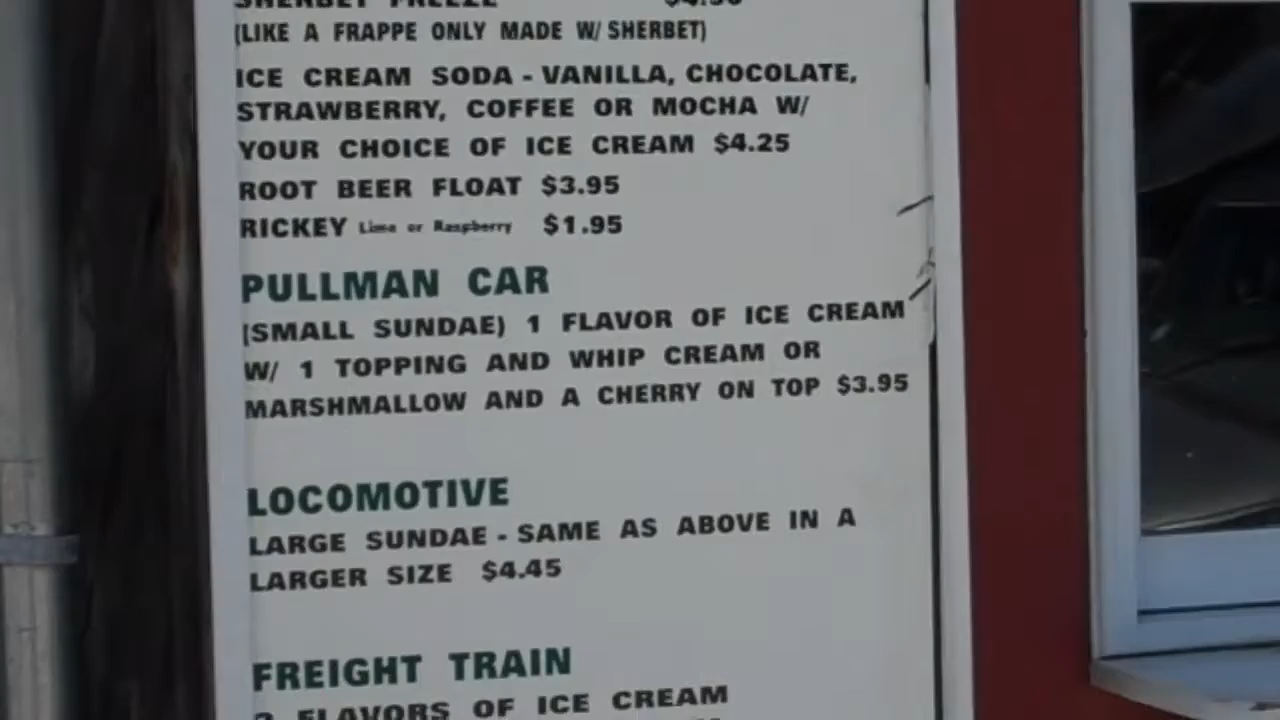 SHERBET FREEZE
(LIKE A FRAPPE ONLY MADE W/ SHERBET)
ICE CREAM SODA - VANILLA, CHOCOLATE,
STRAWBERRY, COFFEE OR MOCHA W/
YOUR CHOICE OF ICE CREAM $4.25
ROOT BEER FLOAT $3.95
RICKEY Lime or Raspberry $1.95
PULLMAN CAR
(SMALL SUNDAE) 1 FLAVOR OF ICE CREAM
W/ 1 TOPPING AND WHIP CREAM OR
MARSHMALLOW AND A CHERRY ON TOP $3.95
LOCOMOTIVE
LARGE SUNDAE - SAME AS ABOVE IN A
LARGER SIZE $4.45
FREIGHT TRAIN
FLAVORS OF ICE CREAM